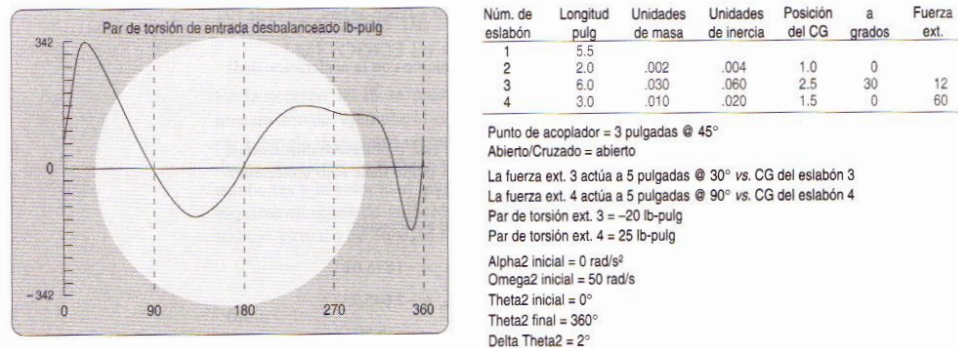 Par de torsión de entrada desbalanceado lb-pulg
342
0
– 342
0 90 180 270 360
Núm. de Longitud Unidades Unidades Posición a Fuerza
eslabón pulg de masa de inercia del CG grados ext.
1 5.5
2 2.0 .002 .004 1.0 0
3 6.0 .030 .060 2.5 30 12
4 3.0 .010 .020 1.5 0 60
Punto de acoplador = 3 pulgadas @ 45°
Abierto/Cruzado = abierto
La fuerza ext. 3 actúa a 5 pulgadas @ 30° vs. CG del eslabón 3
La fuerza ext. 4 actúa a 5 pulgadas @ 90° vs. CG del eslabón 4
Par de torsión ext. 3 = –20 lb-pulg
Par de torsión ext. 4 = 25 lb-pulg
Alpha2 inicial = 0 rad/s²
Omega2 inicial = 50 rad/s
Theta2 inicial = 0°
Theta2 final = 360°
Delta Theta2 = 2°